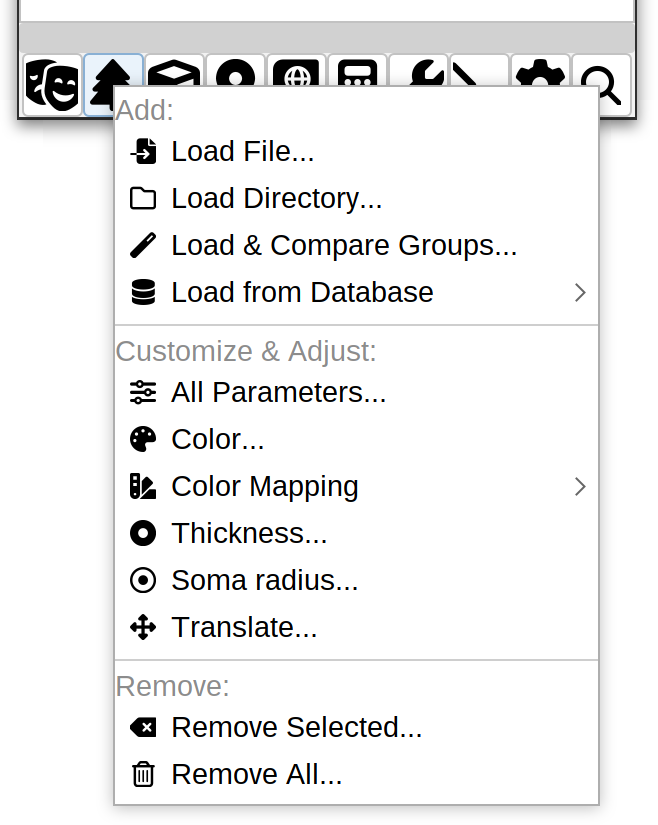 Add:
Load File...
Load Directory...
Load & Compare Groups...
Load from Database
Customize & Adjust:
All Parameters...
Color...
Color Mapping
Thickness...
Soma radius...
Translate...
Remove:
Remove Selected...
Remove All...